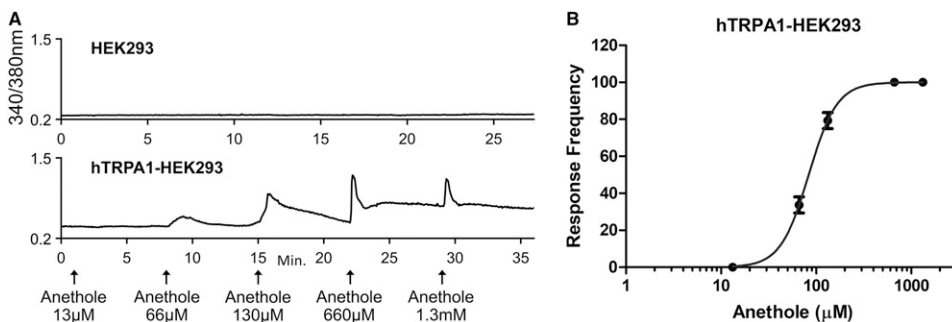 A
1.5
HEK293
340/380nm
0.2
0 5 10 15 20 25
1.5
hTRPA1-HEK293
0.2
0 5 10 15 Min. 20 25 30 35
Anethole Anethole Anethole Anethole Anethole
13µM 66µM 130µM 660µM 1.3mM
B
hTRPA1-HEK293
120
100
80
60
40
20
0
Response Frequency
1 10 100 1000
Anethole (µM)